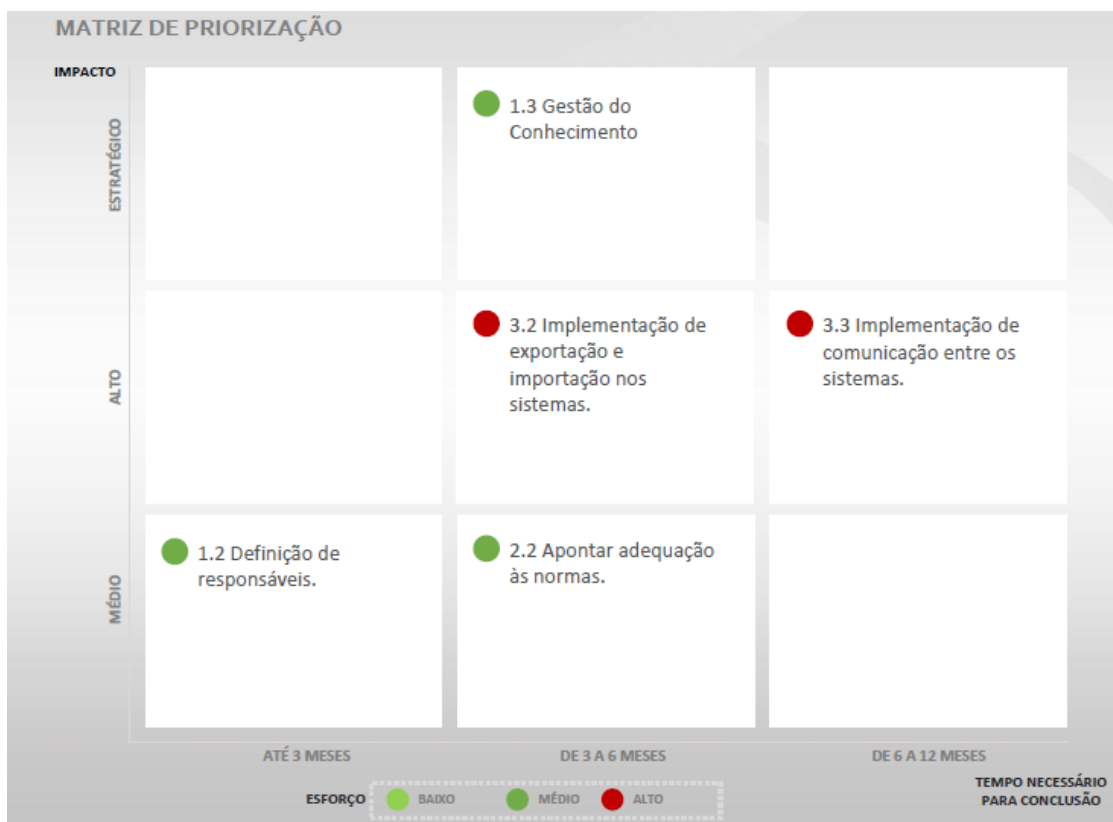 MATRIZ DE PRIORIZAÇÃO
IMPACTO
ESTRATÉGICO
1.3 Gestão do
Conhecimento
ALTO
3.2 Implementação de
exportação e
importação nos
sistemas.
3.3 Implementação de
comunicação entre os
sistemas.
MÉDIO
1.2 Definição de
responsáveis.
2.2 Apontar adequação
às normas.
ATÉ 3 MESES
DE 3 A 6 MESES
DE 6 A 12 MESES
TEMPO NECESSÁRIO
PARA CONCLUSÃO
ESFORÇO
BAIXO
MÉDIO
ALTO